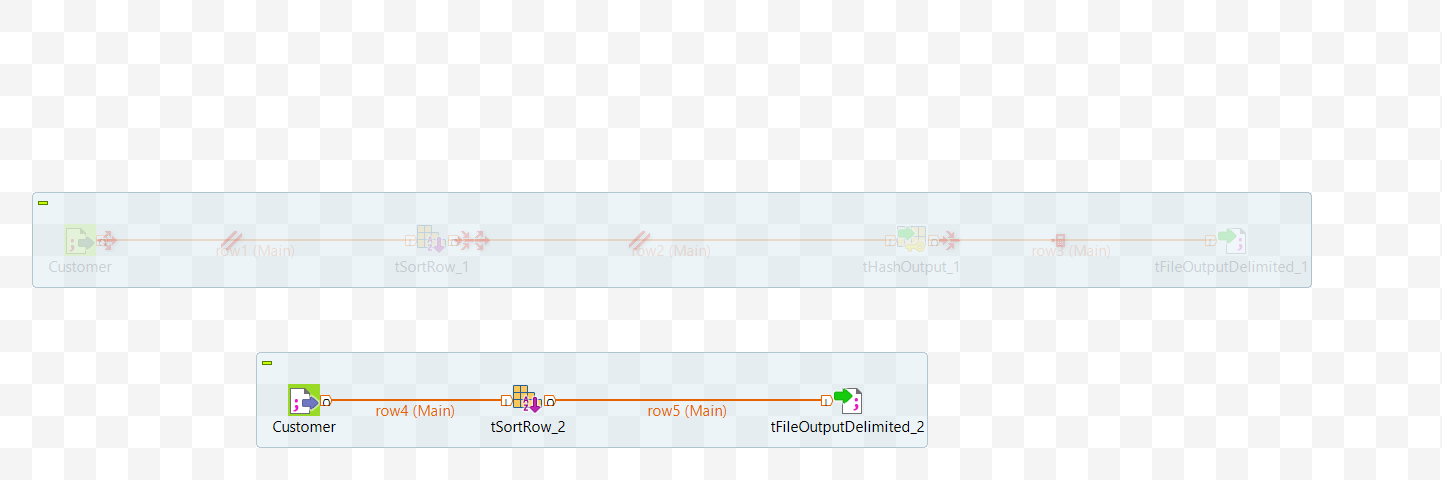 row1 (Main)
row2 (Main)
row3 (Main)
Customer
tSortRow_1
tHashOutput_1
tFileOutputDelimited_1
row4 (Main)
row5 (Main)
Customer
tSortRow_2
tFileOutputDelimited_2